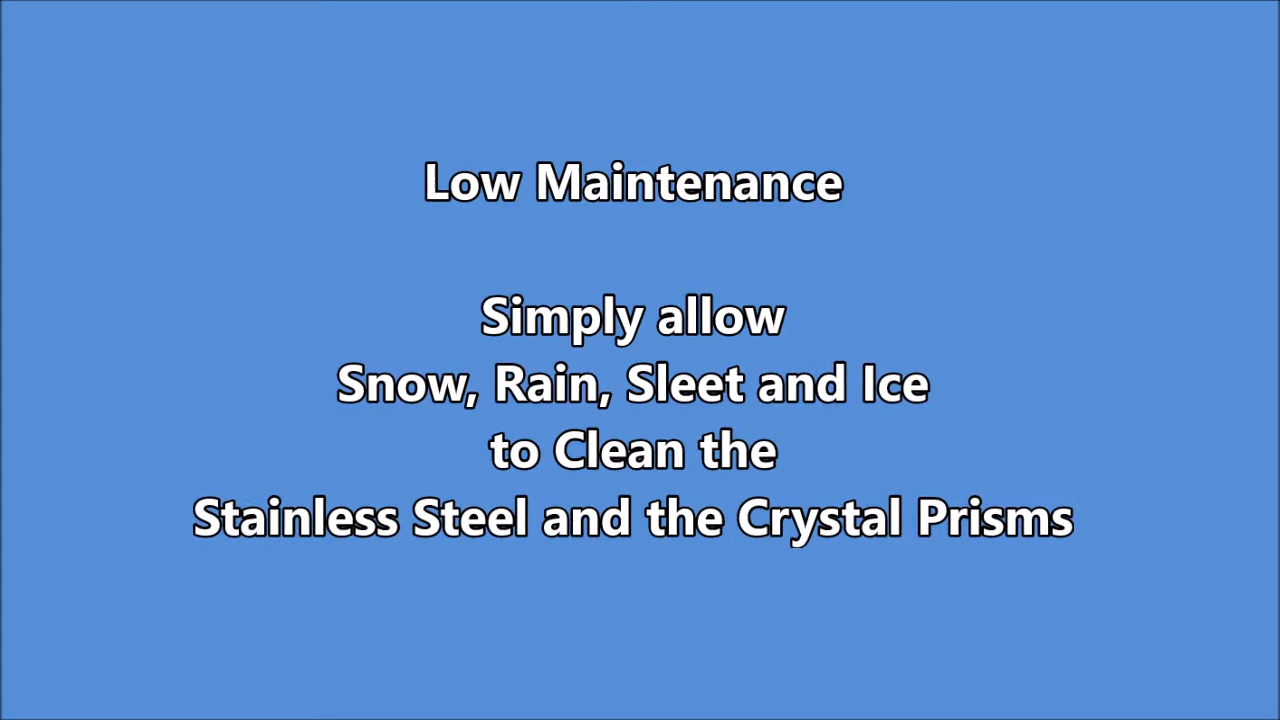 Low Maintenance
Simply allow
Snow, Rain, Sleet and Ice
to Clean the
Stainless Steel and the Crystal Prisms